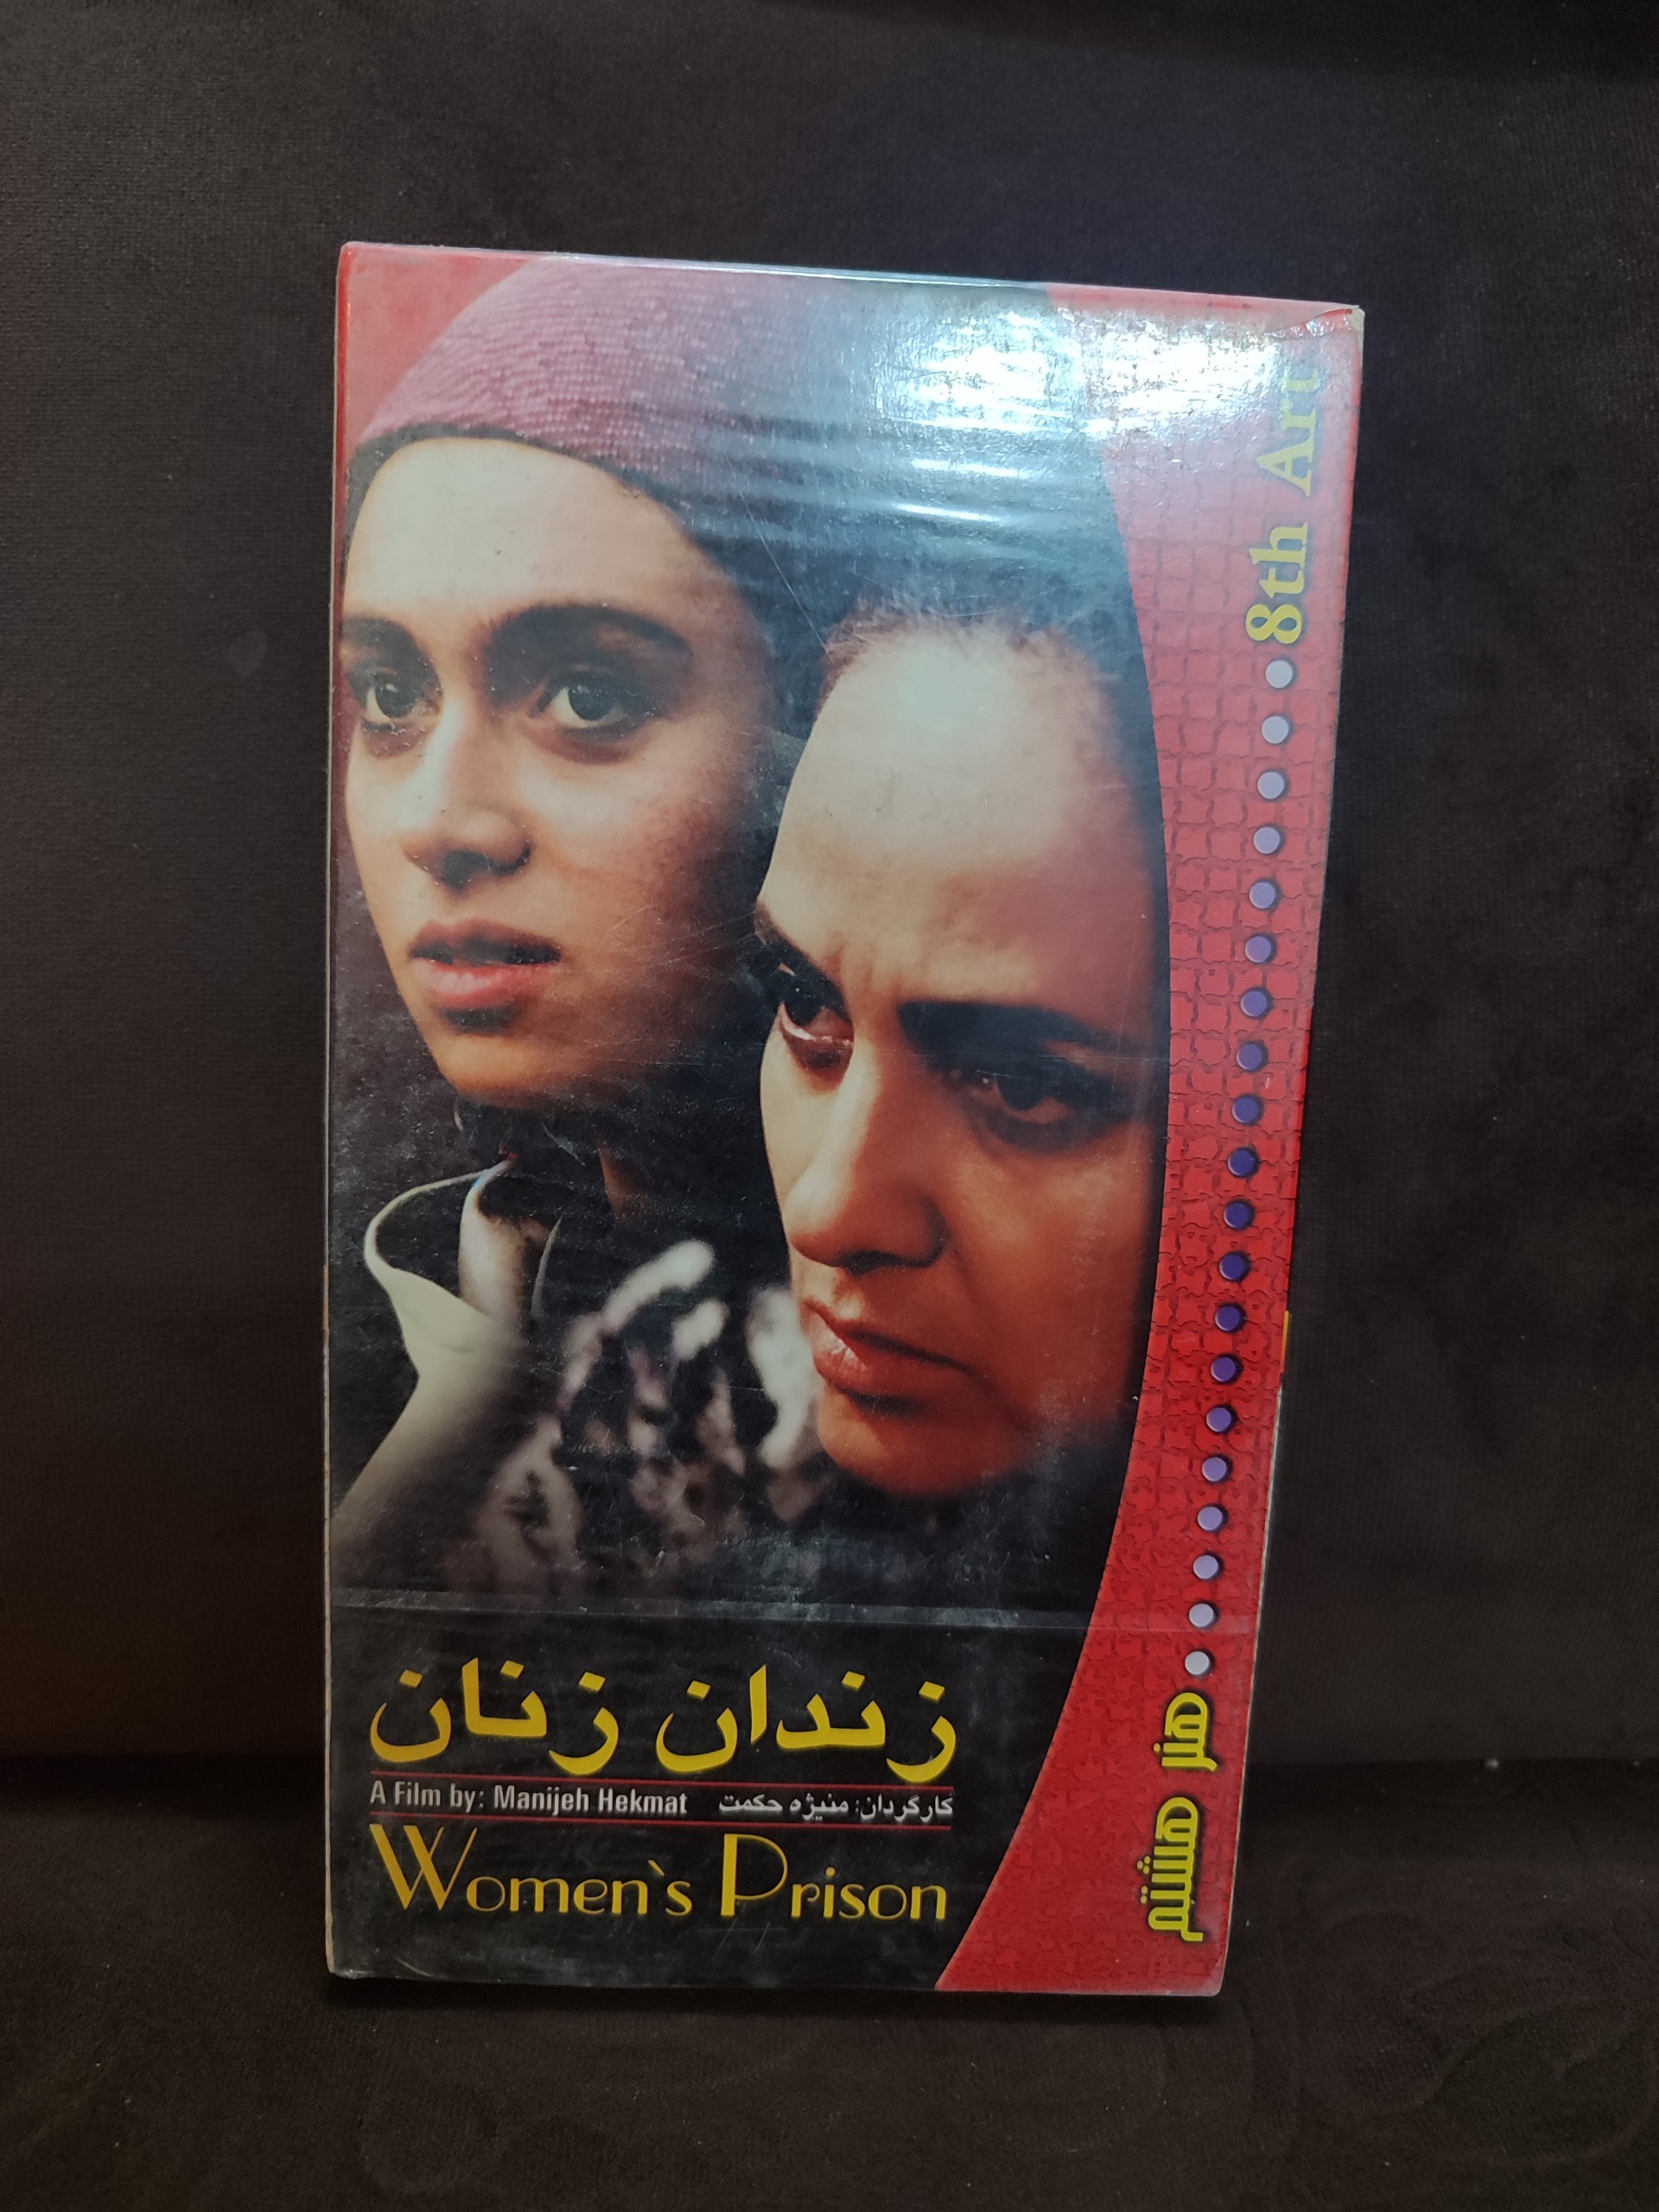 8th Art
هنر هشتم
زندان زنان
A Film by: Manijeh Hekmat کارگردان: منیژه حکمت
Women`s Prison